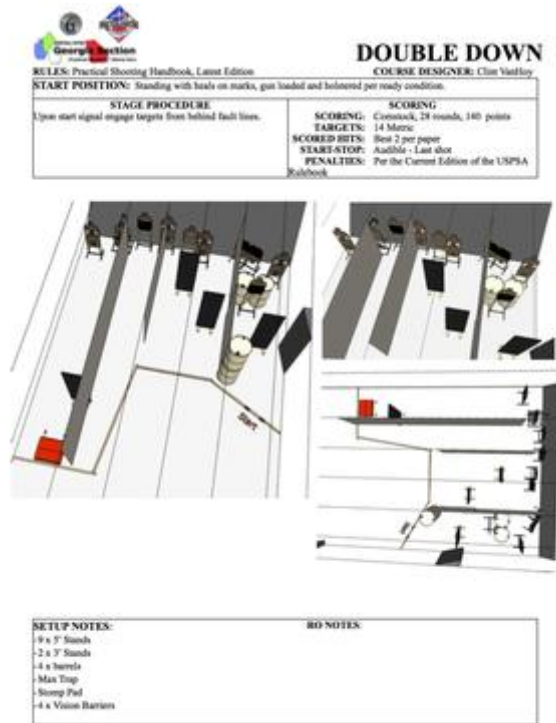 Georgia Section
DOUBLE DOWN
RULES: Practical Shooting Handbook, Latest Edition
COURSE DESIGNER: Clint VanHoy
START POSITION: Standing with heals on marks, gun loaded and holstered per ready condition.
STAGE PROCEDURE
Upon start signal engage targets from behind fault lines.
SCORING
SCORING: Comstock, 28 rounds, 140 points
TARGETS: 14 Metric
SCORED HITS: Best 2 per paper
START-STOP: Audible - Last shot
PENALTIES: Per the Current Edition of the USPSA
Rulebook
Start
SETUP NOTES:
- 9 x 5' Stands
- 2 x 3' Stands
- 4 x barrels
- Max Trap
- Stomp Pad
- 4 x Vision Barriers
RO NOTES: